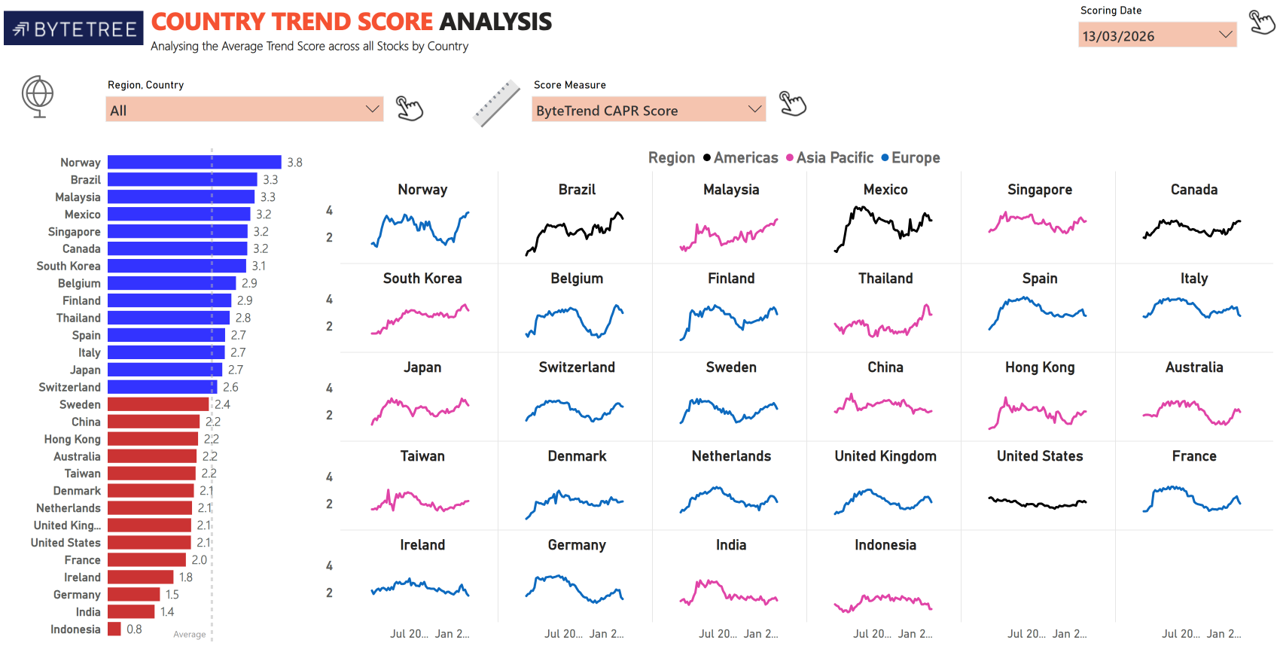 BYTETREE
COUNTRY TREND SCORE ANALYSIS
Analysing the Average Trend Score across all Stocks by Country
Scoring Date
13/03/2026
Region, Country
All
Score Measure
ByteTrend CAPR Score
Norway 3.8
Brazil 3.3
Malaysia 3.3
Mexico 3.2
Singapore 3.2
Canada 3.2
South Korea 3.1
Belgium 2.9
Finland 2.9
Thailand 2.8
Spain 2.7
Italy 2.7
Japan 2.7
Switzerland 2.6
Sweden 2.4
China 2.2
Hong Kong 2.2
Australia 2.2
Taiwan 2.2
Denmark 2.1
Netherlands 2.1
United King... 2.1
United States 2.1
France 2.0
Ireland 1.8
Germany 1.5
India 1.4
Indonesia 0.8
Average
Region Americas Asia Pacific Europe
Norway Brazil Malaysia Mexico Singapore Canada
4
2
South Korea Belgium Finland Thailand Spain Italy
4
2
Japan Switzerland Sweden China Hong Kong Australia
4
2
Taiwan Denmark Netherlands United Kingdom United States France
4
2
Ireland Germany India Indonesia
4
2
Jul 20... Jan 2... Jul 20... Jan 2... Jul 20... Jan 2... Jul 20... Jan 2... Jul 20... Jan 2... Jul 20... Jan 2...